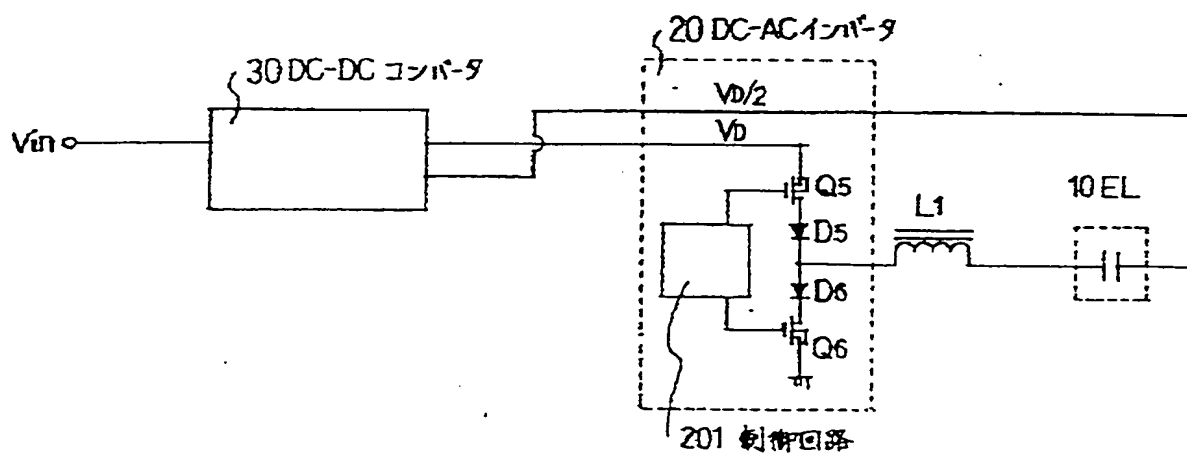 20 DC-ACインバータ
30 DC-DC コンバータ
VD/2
Vin
VD
Q5
10 EL
L1
D5
D6
Q6
201 制御回路